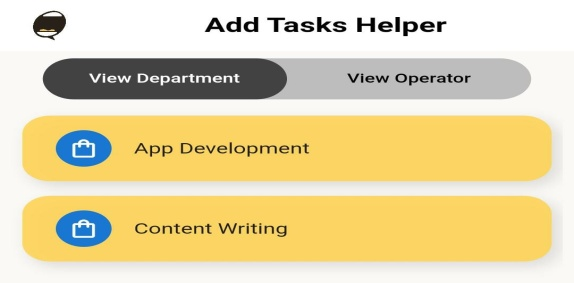 Add Tasks Helper
View Department View Operator
App Development
Content Writing